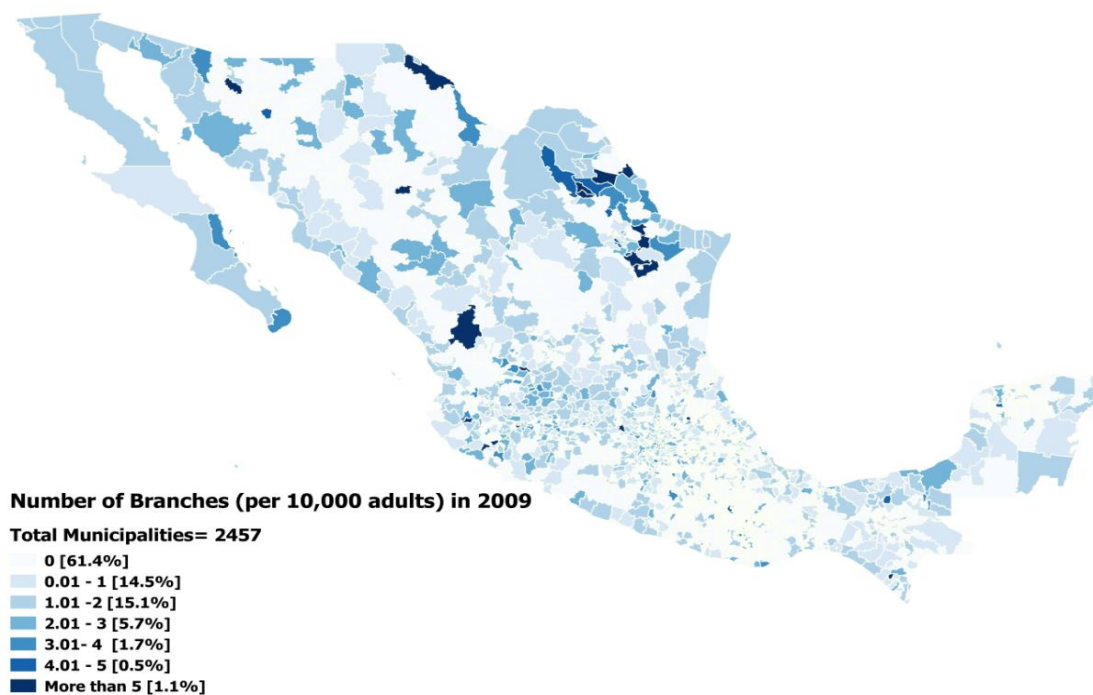 Number of Branches (per 10,000 adults) in 2009
Total Municipalities= 2457
0 [61.4%]
0.01 - 1 [14.5%]
1.01 -2 [15.1%]
2.01 - 3 [5.7%]
3.01- 4 [1.7%]
4.01 - 5 [0.5%]
More than 5 [1.1%]